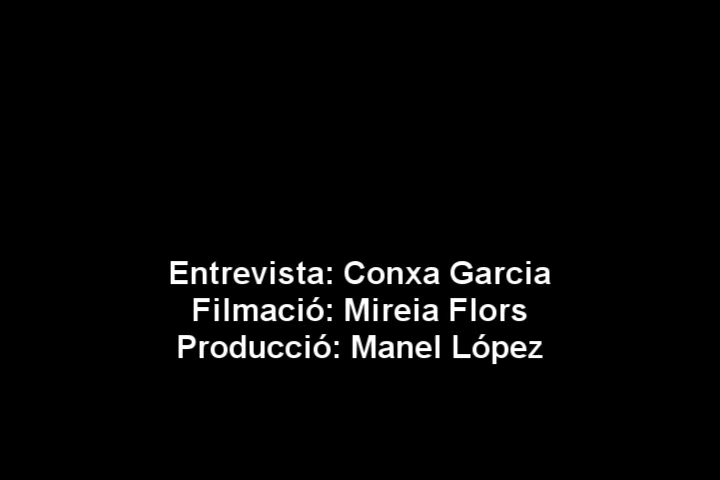 Entrevista: Conxa Garcia
Filmació: Mireia Flors
Producció: Manel López